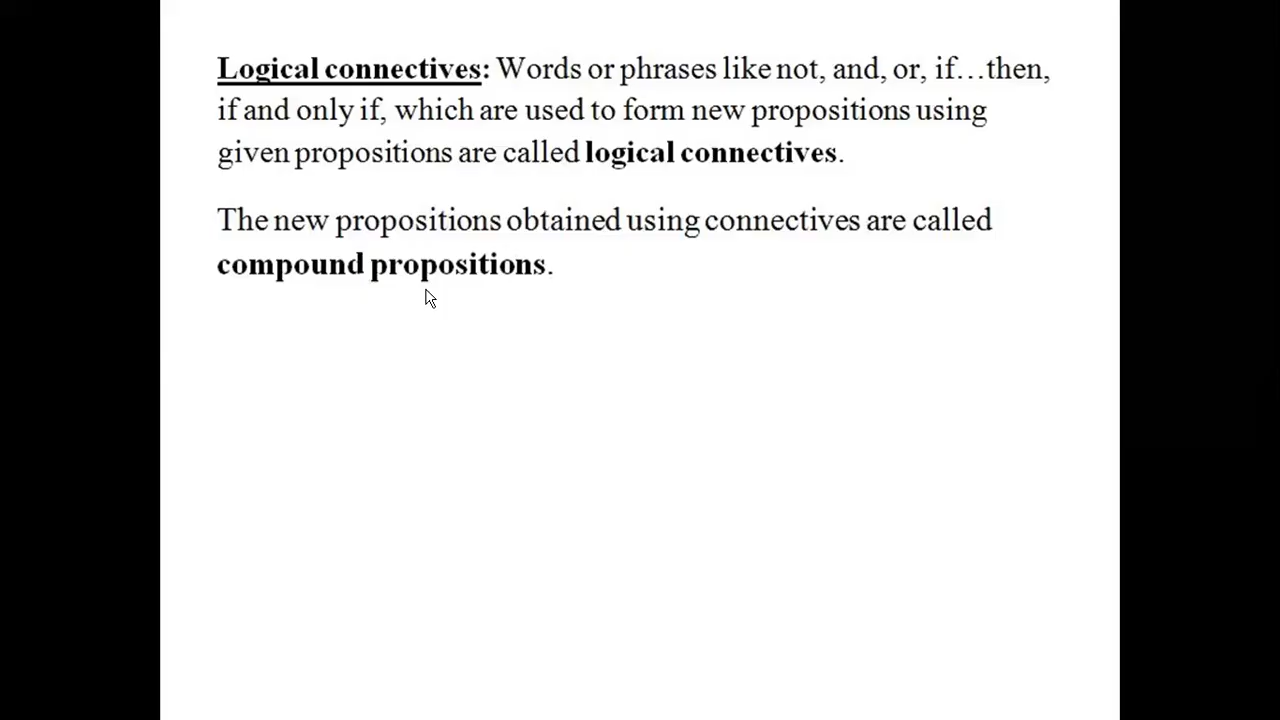 Logical connectives: Words or phrases like not, and, or, if…then,
if and only if, which are used to form new propositions using
given propositions are called logical connectives.
The new propositions obtained using connectives are called
compound propositions.